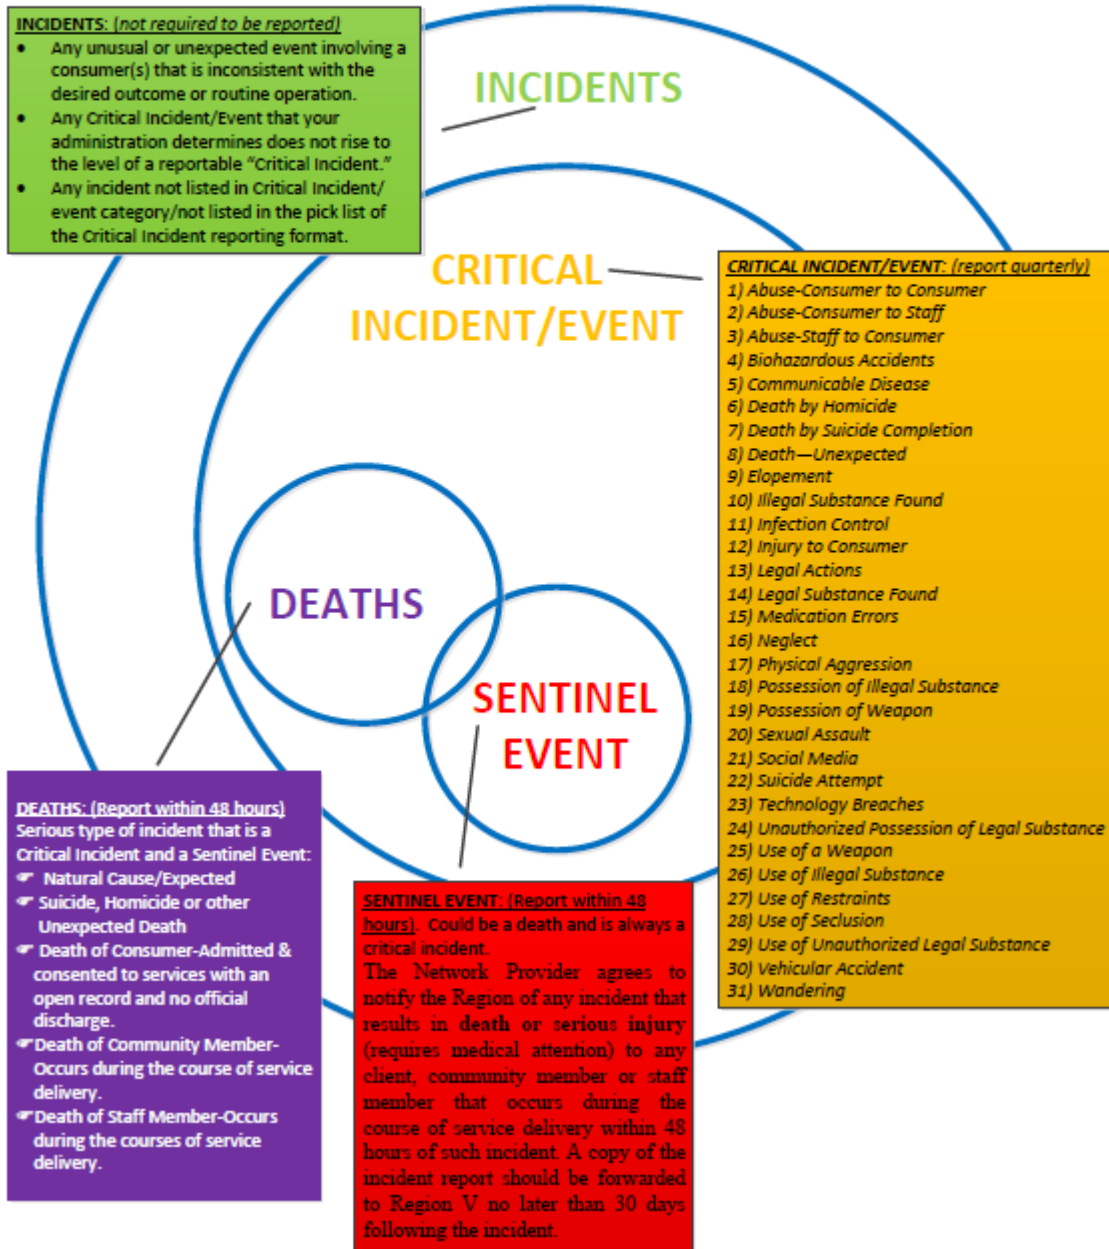 INCIDENTS: (not required to be reported)
• Any unusual or unexpected event involving a
consumer(s) that is inconsistent with the
desired outcome or routine operation.
• Any Critical Incident/Event that your
administration determines does not rise to
the level of a reportable “Critical Incident.”
• Any incident not listed in Critical Incident/
event category/not listed in the pick list of
the Critical Incident reporting format.
INCIDENTS
CRITICAL
INCIDENT/EVENT
CRITICAL INCIDENT/EVENT: (report quarterly)
1) Abuse-Consumer to Consumer
2) Abuse-Consumer to Staff
3) Abuse-Staff to Consumer
4) Biohazardous Accidents
5) Communicable Disease
6) Death by Homicide
7) Death by Suicide Completion
8) Death—Unexpected
9) Elopement
10) Illegal Substance Found
11) Infection Control
12) Injury to Consumer
13) Legal Actions
14) Legal Substance Found
15) Medication Errors
16) Neglect
17) Physical Aggression
18) Possession of Illegal Substance
19) Possession of Weapon
20) Sexual Assault
21) Social Media
22) Suicide Attempt
23) Technology Breaches
24) Unauthorized Possession of Legal Substance
25) Use of a Weapon
26) Use of Illegal Substance
27) Use of Restraints
28) Use of Seclusion
29) Use of Unauthorized Legal Substance
30) Vehicular Accident
31) Wandering
DEATHS
SENTINEL
EVENT
DEATHS: (Report within 48 hours)
Serious type of incident that is a
Critical Incident and a Sentinel Event:
☞ Natural Cause/Expected
☞ Suicide, Homicide or other
Unexpected Death
☞ Death of Consumer-Admitted &
consented to services with an
open record and no official
discharge.
☞Death of Community Member-
Occurs during the course of service
delivery.
☞Death of Staff Member-Occurs
during the courses of service
delivery.
SENTINEL EVENT: (Report within 48
hours). Could be a death and is always a
critical incident.
The Network Provider agrees to
notify the Region of any incident that
results in death or serious injury
(requires medical attention) to any
client, community member or staff
member that occurs during the
course of service delivery within 48
hours of such incident. A copy of the
incident report should be forwarded
to Region V no later than 30 days
following the incident.